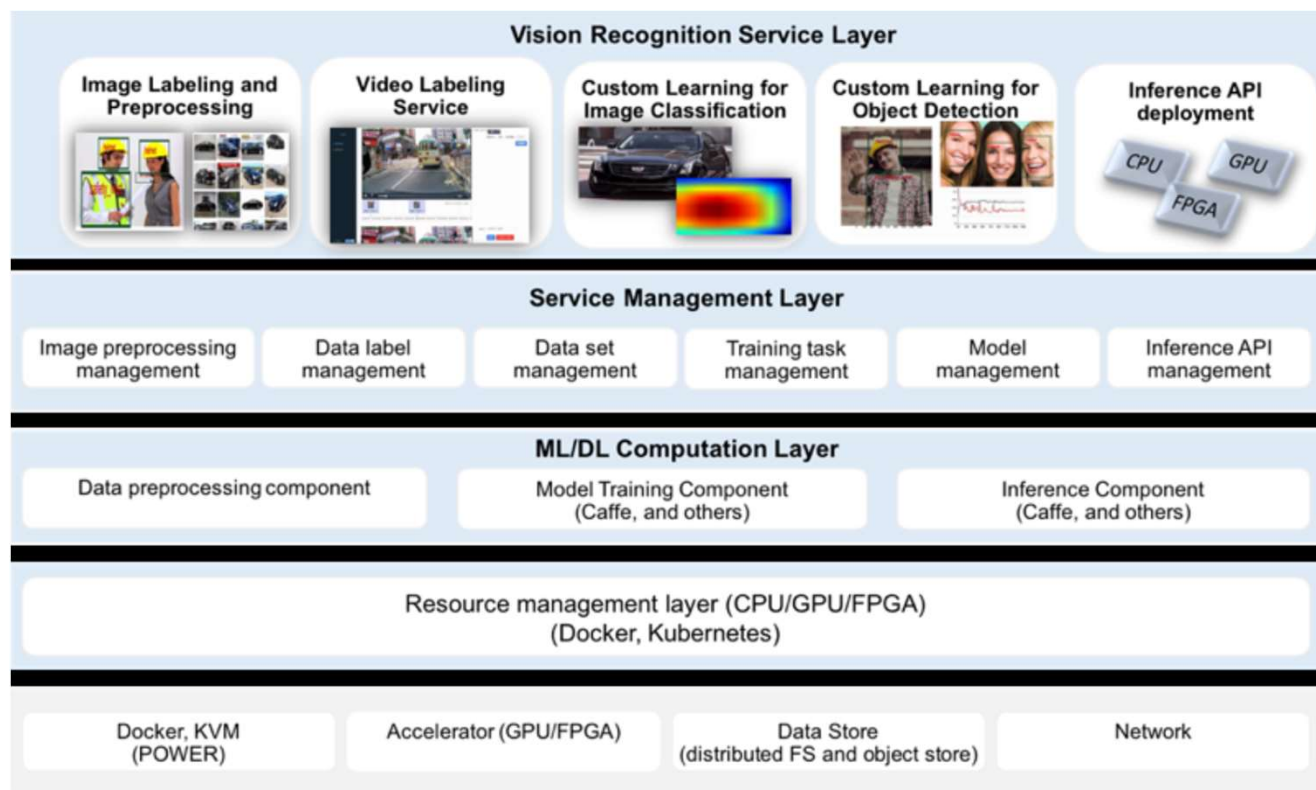 Vision Recognition Service Layer
Image Labeling and
Preprocessing
Video Labeling
Service
Custom Learning for
Image Classification
Custom Learning for
Object Detection
Inference API
deployment
CPU
GPU
FPGA
Service Management Layer
Image preprocessing
management
Data label
management
Data set
management
Training task
management
Model
management
Inference API
management
ML/DL Computation Layer
Data preprocessing component
Model Training Component
(Caffe, and others)
Inference Component
(Caffe, and others)
Resource management layer (CPU/GPU/FPGA)
(Docker, Kubernetes)
Docker, KVM
(POWER)
Accelerator (GPU/FPGA)
Data Store
(distributed FS and object store)
Network